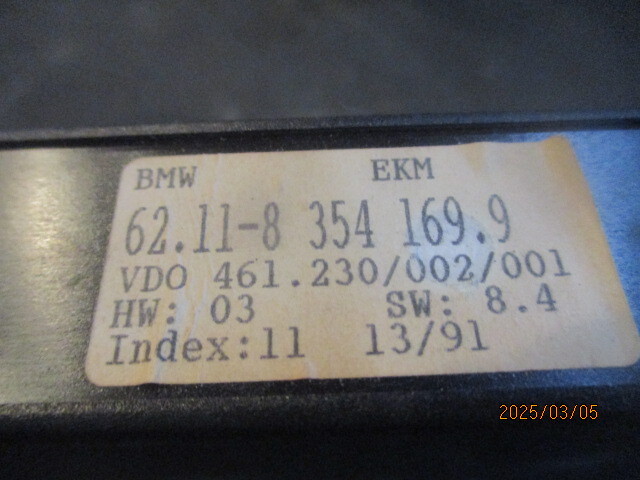 BMW EKM
62.11-8 354 169.9
VDO 461.230/002/001
HW: 03 SW: 8.4
Index:11 13/91
2025/03/05